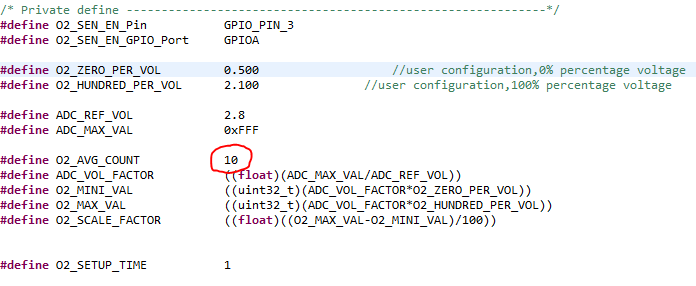 /* Private define ------------------------------------------------------------*/
#define O2_SEN_EN_Pin GPIO_PIN_3
#define O2_SEN_EN_GPIO_Port GPIOA
#define O2_ZERO_PER_VOL 0.500 //user configuration,0% percentage voltage
#define O2_HUNDRED_PER_VOL 2.100 //user configuration,100% percentage voltage
#define ADC_REF_VOL 2.8
#define ADC_MAX_VAL 0xFFF
#define O2_AVG_COUNT 10
#define ADC_VOL_FACTOR ((float)(ADC_MAX_VAL/ADC_REF_VOL))
#define O2_MINI_VAL ((uint32_t)(ADC_VOL_FACTOR*O2_ZERO_PER_VOL))
#define O2_MAX_VAL ((uint32_t)(ADC_VOL_FACTOR*O2_HUNDRED_PER_VOL))
#define O2_SCALE_FACTOR ((float)((O2_MAX_VAL-O2_MINI_VAL)/100))
#define O2_SETUP_TIME 1